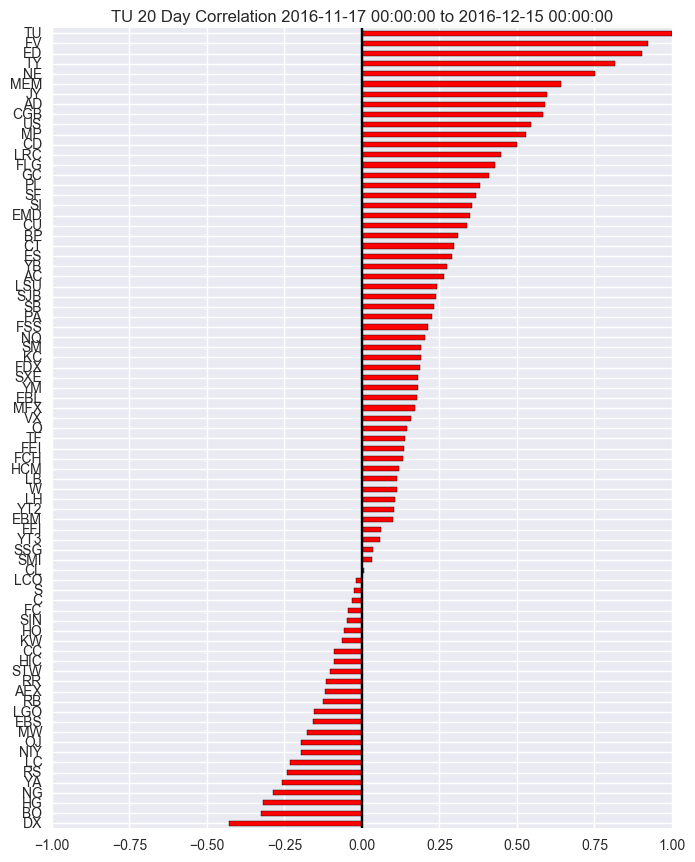 TU 20 Day Correlation 2016-11-17 00:00:00 to 2016-12-15 00:00:00
TU
FV
ED
TY
NE
MEM
JY
AD
CGB
US
MP
CD
LRC
FLG
GC
PL
SF
SI
EMD
CU
BP
CT
ES
YB
AC
LSU
SJB
SB
PA
FSS
NQ
SM
KC
FDX
SXE
YM
EBL
MFX
VX
O
TF
FCH
HCM
LB
W
LH
YT2
EBM
YT3
SSG
SMI
CL
LCO
S
C
FC
SIN
HO
KW
CC
HIC
STW
RR
AEX
RB
LGO
EBS
MW
OJ
NIY
LC
RS
YA
NG
HG
BO
DX
−1.00 −0.75 −0.50 −0.25 0.00 0.25 0.50 0.75 1.00